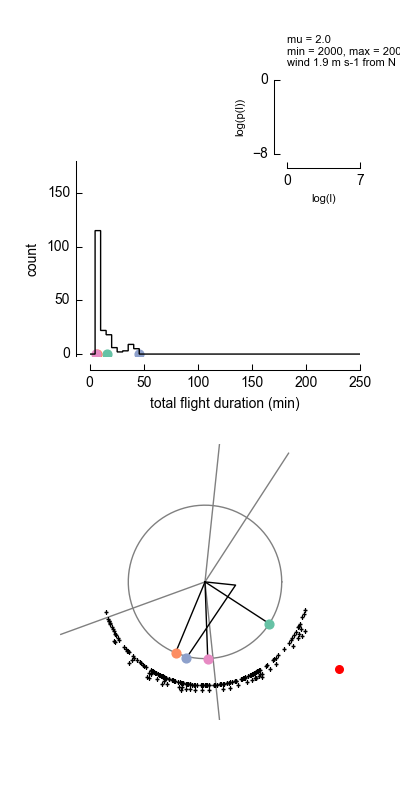 mu = 2.0
min = 2000, max = 200
wind 1.9 m s-1 from N
0
log(p(l))
−8
0 7
log(l)
150
100
50
0
count
0 50 100 150 200 250
total flight duration (min)